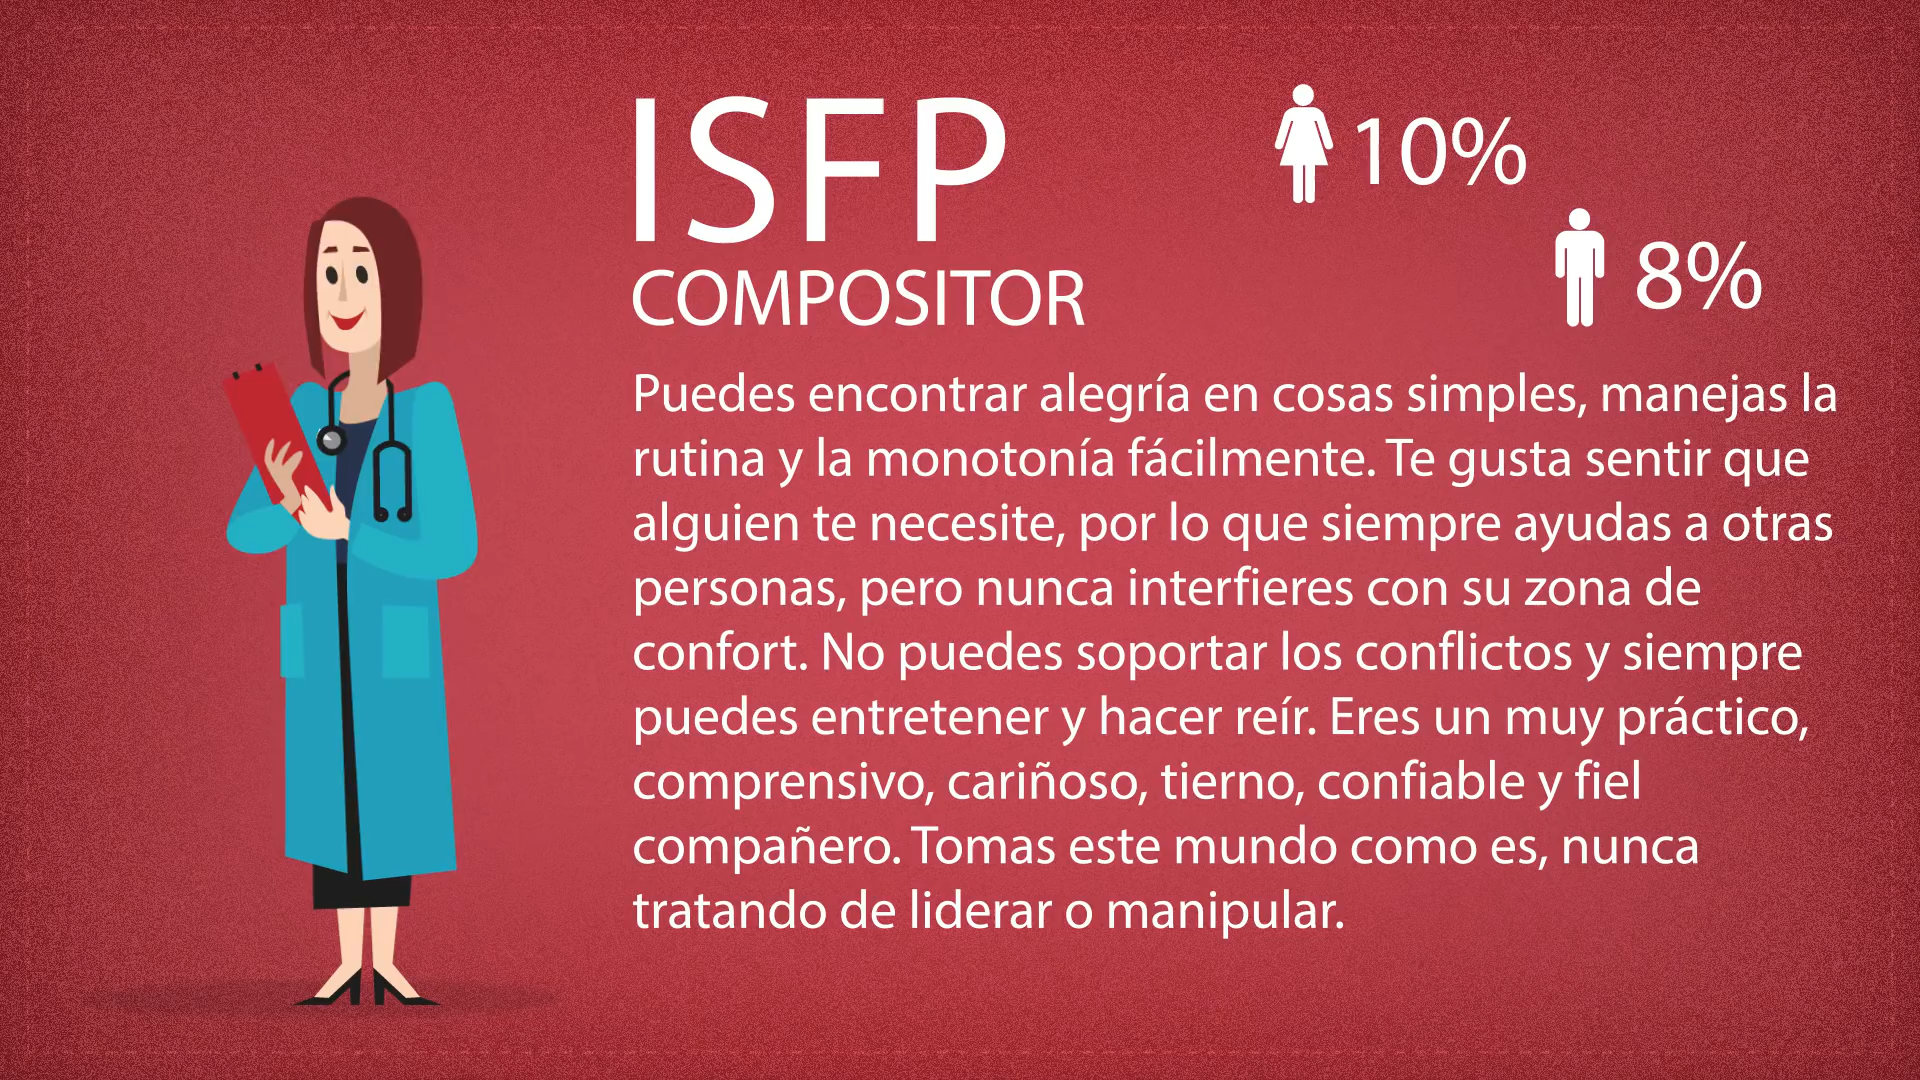 ISFP
COMPOSITOR
10%
8%
Puedes encontrar alegría en cosas simples, manejas la
rutina y la monotonía fácilmente. Te gusta sentir que
alguien te necesite, por lo que siempre ayudas a otras
personas, pero nunca interfieres con su zona de
confort. No puedes soportar los conflictos y siempre
puedes entretener y hacer reír. Eres un muy práctico,
comprensivo, cariñoso, tierno, confiable y fiel
compañero. Tomas este mundo como es, nunca
tratando de liderar o manipular.